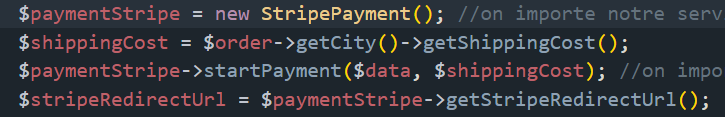 $paymentStripe = new StripePayment(); //on importe notre serv
$shippingCost = $order->getCity()->getShippingCost();
$paymentStripe->startPayment($data, $shippingCost); //on impo
$stripeRedirectUrl = $paymentStripe->getStripeRedirectUrl();